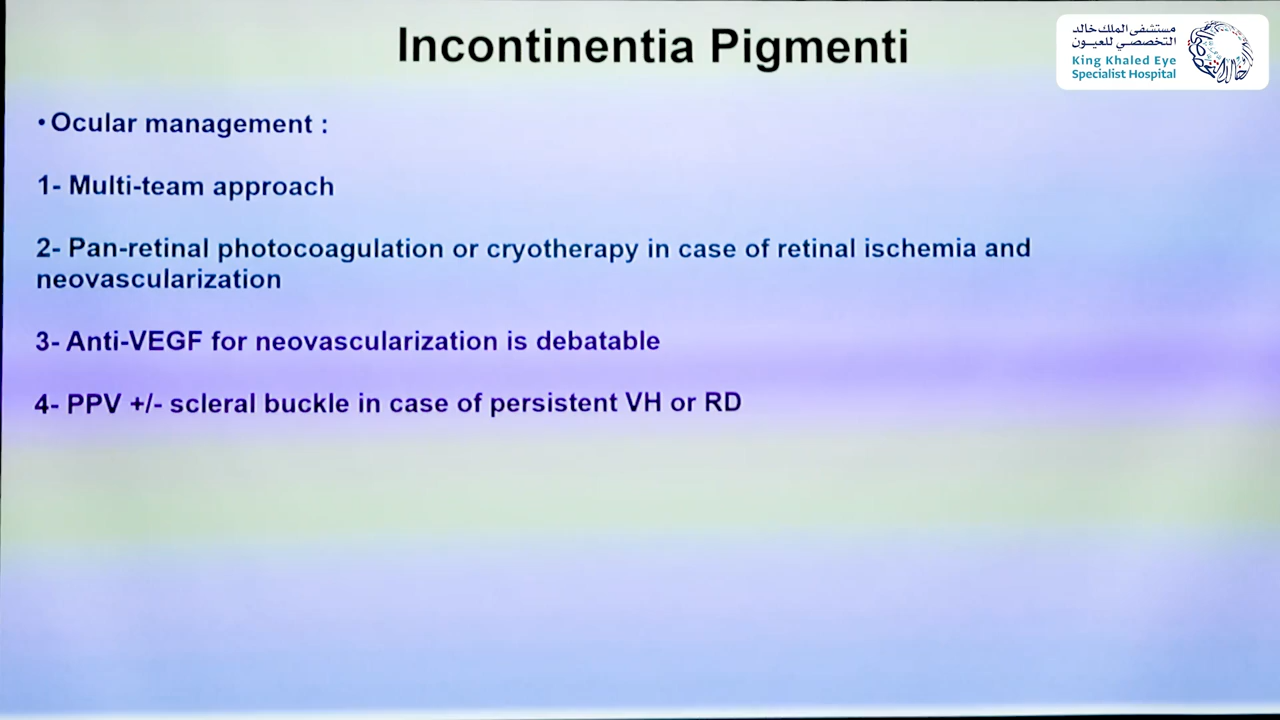 Incontinentia Pigmenti
مستشفى الملك خالد
التخصصي للعيون
King Khaled Eye
Specialist Hospital
•Ocular management :
1- Multi-team approach
2- Pan-retinal photocoagulation or cryotherapy in case of retinal ischemia and
neovascularization
3- Anti-VEGF for neovascularization is debatable
4- PPV +/- scleral buckle in case of persistent VH or RD